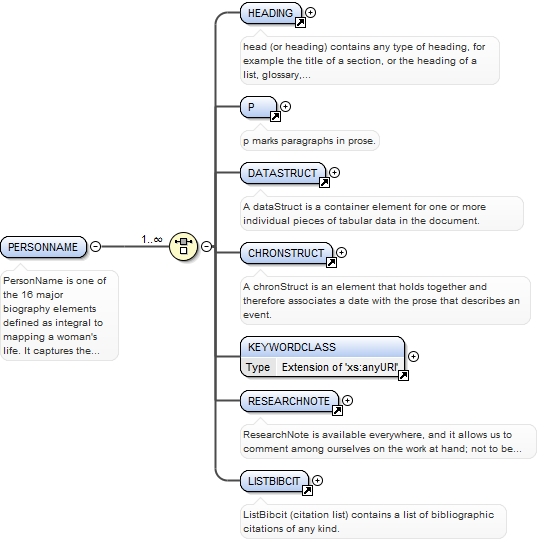 HEADING
head (or heading) contains any type of heading, for
example the title of a section, or the heading of a
list, glossary,...
P
p marks paragraphs in prose.
DATASTRUCT
A dataStruct is a container element for one or more
individual pieces of tabular data in the document.
PERSONNAME
1..∞
PersonName is one of
the 16 major
biography elements
defined as integral to
mapping a woman's
life. It captures the...
CHRONSTRUCT
A chronStruct is an element that holds together and
therefore associates a date with the prose that describes an
event.
KEYWORDCLASS
Type Extension of 'xs:anyURI'
RESEARCHNOTE
ResearchNote is available everywhere, and it allows us to
comment among ourselves on the work at hand; not to be...
LISTBIBCIT
ListBibcit (citation list) contains a list of bibliographic
citations of any kind.